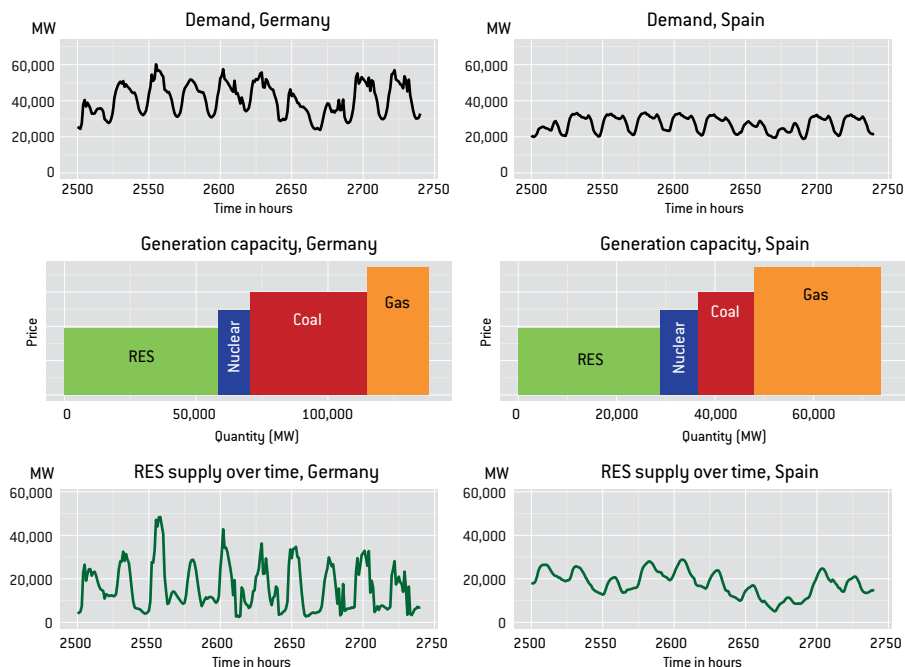 Demand, Germany
MW
60,000
40,000
20,000
0
2500 2550 2600 2650 2700 2750
Time in hours
Demand, Spain
MW
60,000
40,000
20,000
0
2500 2550 2600 2650 2700 2750
Time in hours
Generation capacity, Germany
Price
RES
Nuclear
Coal
Gas
0 50,000 100,000
Quantity (MW)
Generation capacity, Spain
Price
RES
Nuclear
Coal
Gas
0 20,000 40,000 60,000
Quantity (MW)
RES supply over time, Germany
MW
60,000
40,000
20,000
0
2500 2550 2600 2650 2700 2750
Time in hours
RES supply over time, Spain
MW
60,000
40,000
20,000
0
2500 2550 2600 2650 2700 2750
Time in hours